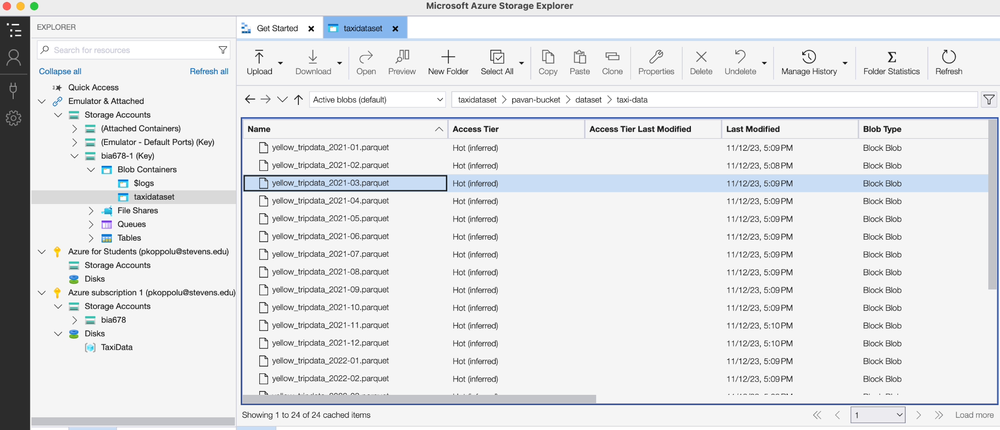 Microsoft Azure Storage Explorer
EXPLORER
Search for resources
Collapse all
Refresh all
Quick Access
Emulator & Attached
Storage Accounts
(Attached Containers)
(Emulator - Default Ports) (Key)
bia678-1 (Key)
Blob Containers
$logs
taxidataset
File Shares
Queues
Tables
Azure for Students (pkoppolu@stevens.edu)
Storage Accounts
Disks
Azure subscription 1 (pkoppolu@stevens.edu)
Storage Accounts
bia678
Disks
TaxiData
Get Started
taxidataset
Upload Download Open Preview New Folder Select All Copy Paste Clone Properties Delete Undelete Manage History Folder Statistics Refresh
Active blobs (default)
taxidataset pavan-bucket dataset taxi-data
Name Access Tier Access Tier Last Modified Last Modified Blob Type
yellow_tripdata_2021-01.parquet Hot (inferred) 11/12/23, 5:09 PM Block Blob
yellow_tripdata_2021-02.parquet Hot (inferred) 11/12/23, 5:08 PM Block Blob
yellow_tripdata_2021-03.parquet Hot (inferred) 11/12/23, 5:09 PM Block Blob
yellow_tripdata_2021-04.parquet Hot (inferred) 11/12/23, 5:09 PM Block Blob
yellow_tripdata_2021-05.parquet Hot (inferred) 11/12/23, 5:09 PM Block Blob
yellow_tripdata_2021-06.parquet Hot (inferred) 11/12/23, 5:09 PM Block Blob
yellow_tripdata_2021-07.parquet Hot (inferred) 11/12/23, 5:09 PM Block Blob
yellow_tripdata_2021-08.parquet Hot (inferred) 11/12/23, 5:09 PM Block Blob
yellow_tripdata_2021-09.parquet Hot (inferred) 11/12/23, 5:09 PM Block Blob
yellow_tripdata_2021-10.parquet Hot (inferred) 11/12/23, 5:09 PM Block Blob
yellow_tripdata_2021-11.parquet Hot (inferred) 11/12/23, 5:10 PM Block Blob
yellow_tripdata_2021-12.parquet Hot (inferred) 11/12/23, 5:10 PM Block Blob
yellow_tripdata_2022-01.parquet Hot (inferred) 11/12/23, 5:09 PM Block Blob
yellow_tripdata_2022-02.parquet Hot (inferred) 11/12/23, 5:09 PM Block Blob
Showing 1 to 24 of 24 cached items
1
Load more